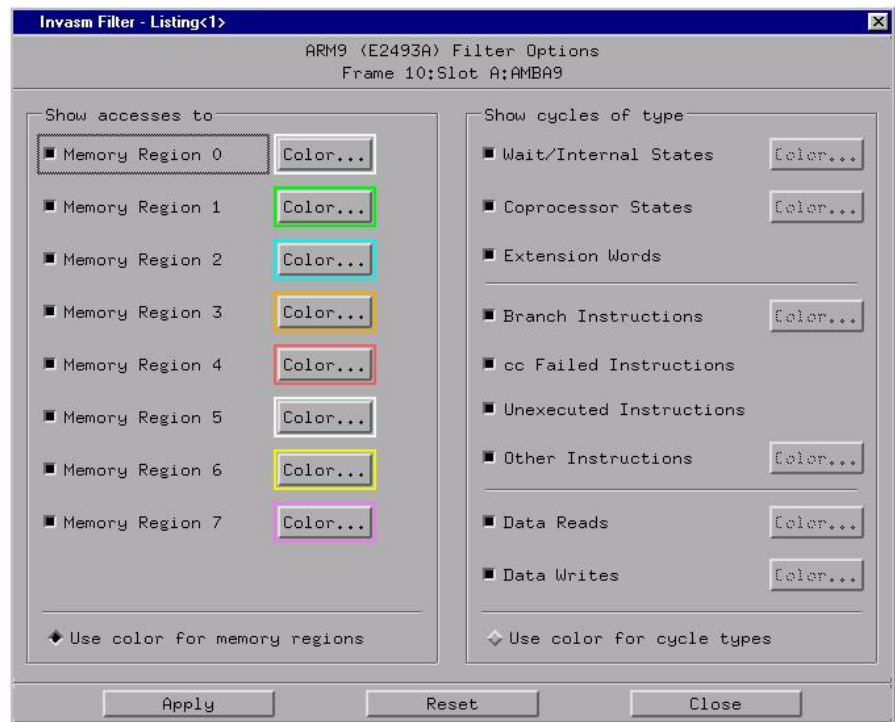 Invasm Filter - Listing<1>
ARM9 (E2493A) Filter Options
Frame 10:Slot A:AMBA9
Show accesses to
Memory Region 0 Color...
Memory Region 1 Color...
Memory Region 2 Color...
Memory Region 3 Color...
Memory Region 4 Color...
Memory Region 5 Color...
Memory Region 6 Color...
Memory Region 7 Color...
Use color for memory regions
Show cycles of type
Wait/Internal States Color...
Coprocessor States Color...
Extension Words
Branch Instructions Color...
cc Failed Instructions
Unexecuted Instructions
Other Instructions Color...
Data Reads Color...
Data Writes Color...
Use color for cycle types
Apply Reset Close